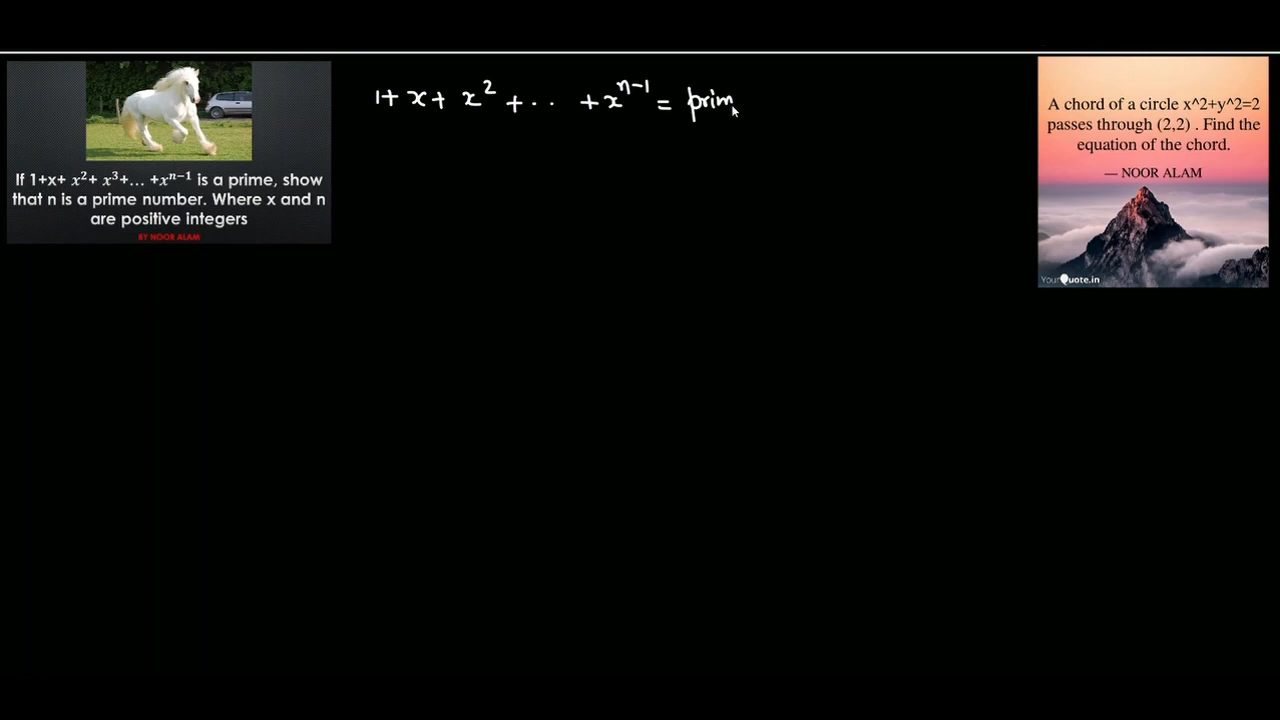 1+ x + x² + .. + xⁿ⁻¹ = prim
If 1+x+ x²+ x³+… +xⁿ⁻¹ is a prime, show
that n is a prime number. Where x and n
are positive integers
BY NOOR ALAM
A chord of a circle x^2+y^2=2
passes through (2,2) . Find the
equation of the chord.
— NOOR ALAM
YourQuote.in